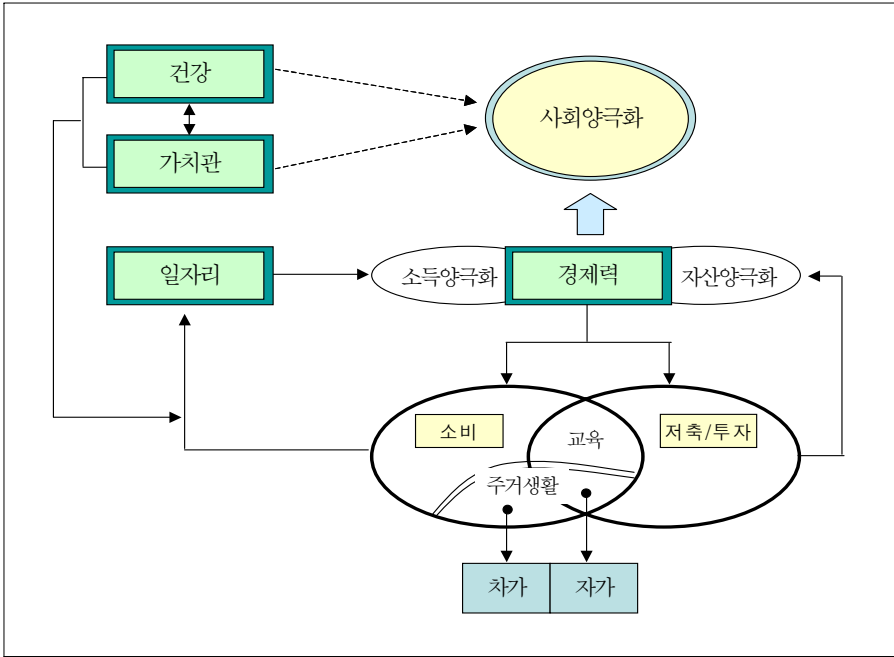 건강
사회양극화
가치관
일자리
소득양극화
경제력
자산양극화
소비
교육
저축/투자
주거생활
차가
자가